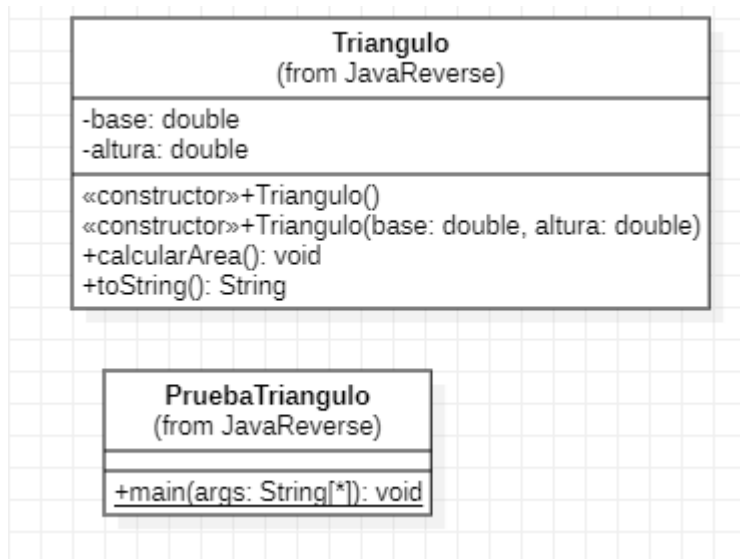 Triangulo
(from JavaReverse)
-base: double
-altura: double
«constructor»+Triangulo()
«constructor»+Triangulo(base: double, altura: double)
+calcularArea(): void
+toString(): String
PruebaTriangulo
(from JavaReverse)
+main(args: String[*]): void